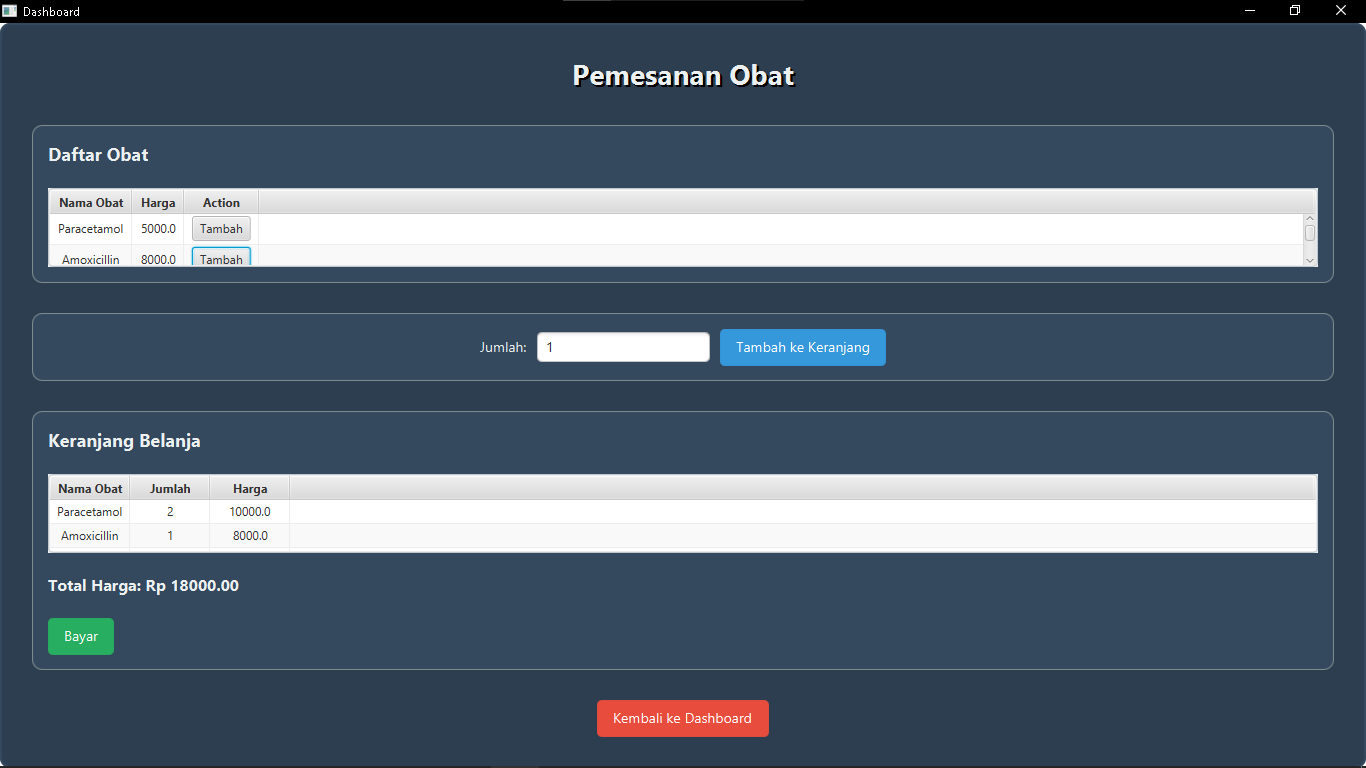 Dashboard
Pemesanan Obat
Daftar Obat
Nama Obat Harga Action
Paracetamol 5000.0 Tambah
Amoxicillin 8000.0 Tambah
Jumlah: 1 Tambah ke Keranjang
Keranjang Belanja
Nama Obat Jumlah Harga
Paracetamol 2 10000.0
Amoxicillin 1 8000.0
Total Harga: Rp 18000.00
Bayar
Kembali ke Dashboard